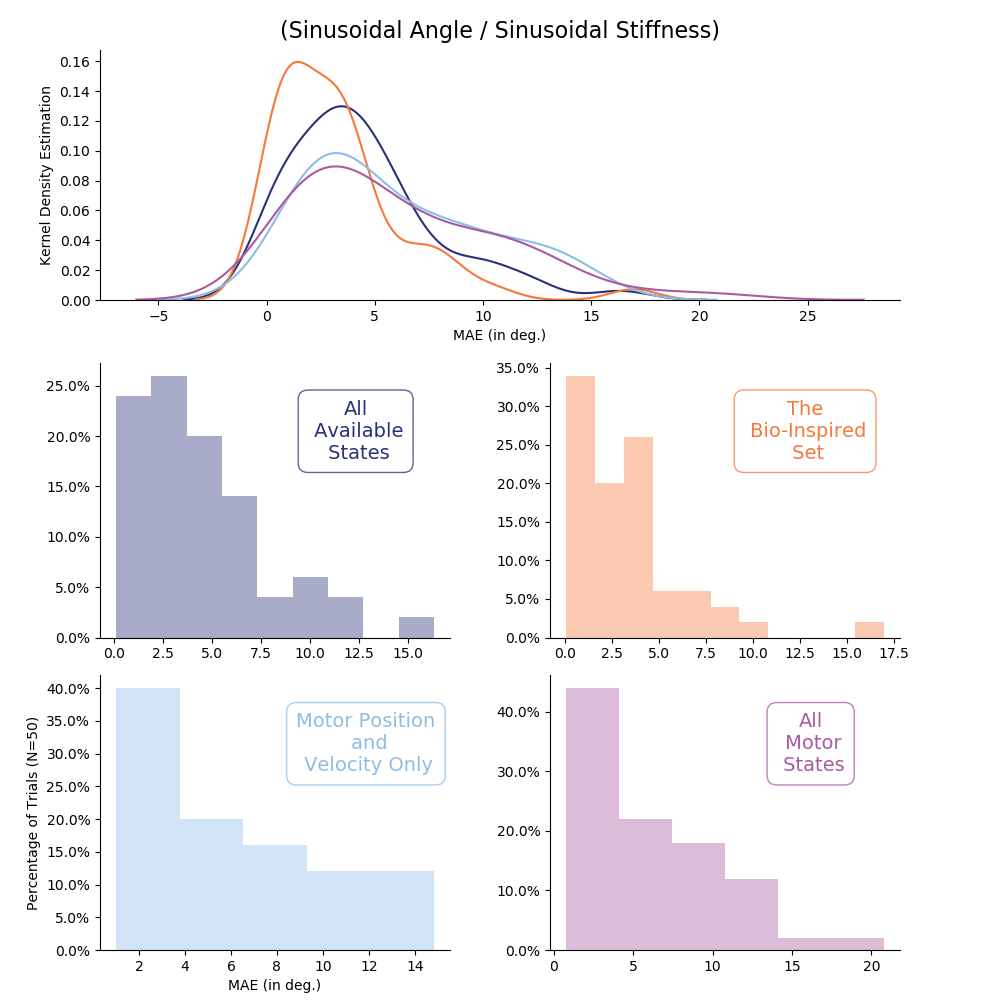 (Sinusoidal Angle / Sinusoidal Stiffness)
Kernel Density Estimation
0.16
0.14
0.12
0.10
0.08
0.06
0.04
0.02
0.00
−5 0 5 10 15 20 25
MAE (in deg.)
25.0%
20.0%
15.0%
10.0%
5.0%
0.0%
All
Available
States
0.0 2.5 5.0 7.5 10.0 12.5 15.0
35.0%
30.0%
25.0%
20.0%
15.0%
10.0%
5.0%
0.0%
The
Bio-Inspired
Set
0.0 2.5 5.0 7.5 10.0 12.5 15.0 17.5
Percentage of Trials (N=50)
40.0%
35.0%
30.0%
25.0%
20.0%
15.0%
10.0%
5.0%
0.0%
Motor Position
and
Velocity Only
2 4 6 8 10 12 14
MAE (in deg.)
40.0%
30.0%
20.0%
10.0%
0.0%
All
Motor
States
0 5 10 15 20